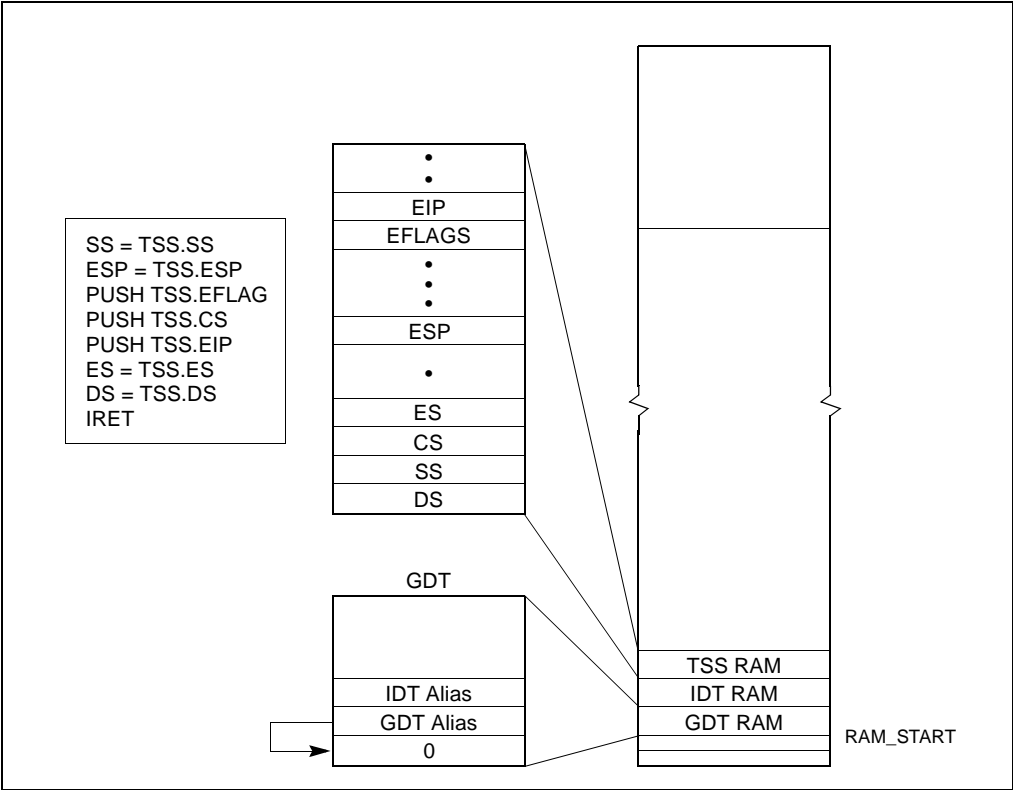 SS = TSS.SS
ESP = TSS.ESP
PUSH TSS.EFLAG
PUSH TSS.CS
PUSH TSS.EIP
ES = TSS.ES
DS = TSS.DS
IRET
EIP
EFLAGS
ESP
ES
CS
SS
DS
GDT
IDT Alias
GDT Alias
0
TSS RAM
IDT RAM
GDT RAM
RAM_START